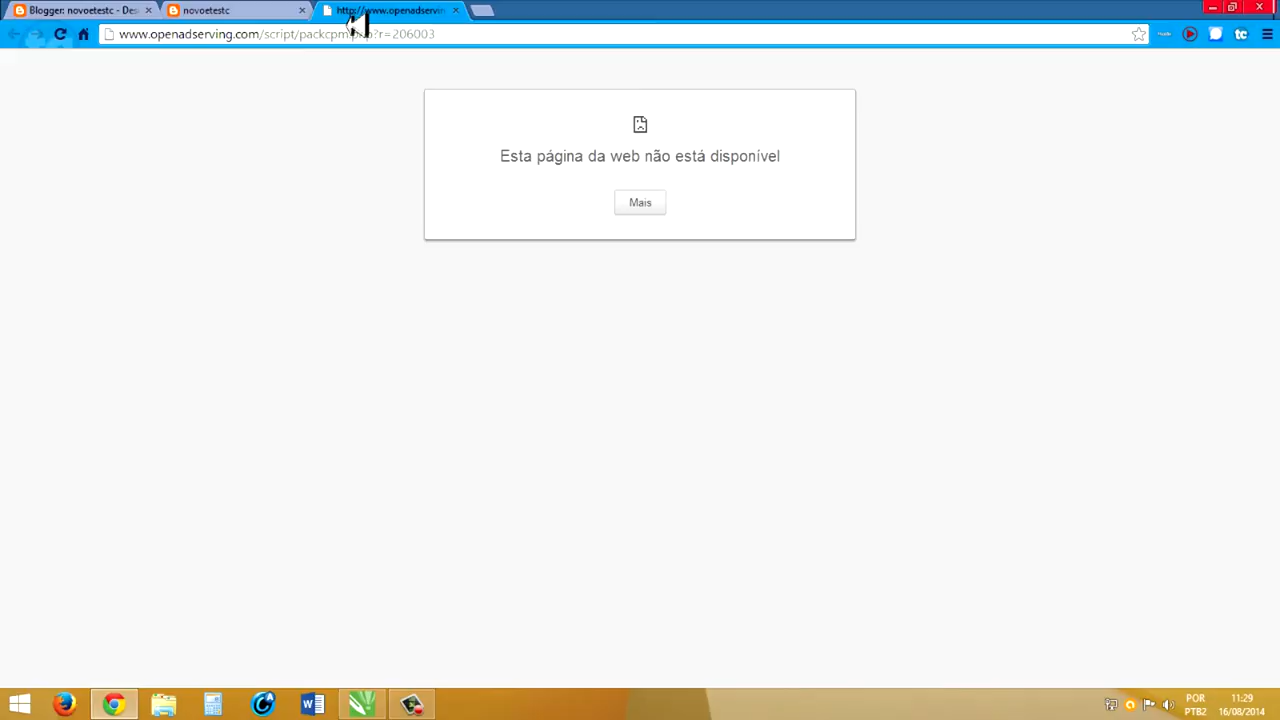 Blogger: novoetestc - Des
novoetestc
http://www.openadservin
www.openadserving.com/script/packcpm.php?r=206003
tc
Esta página da web não está disponível
Mais
POR
PTB2
11:29
16/08/2014